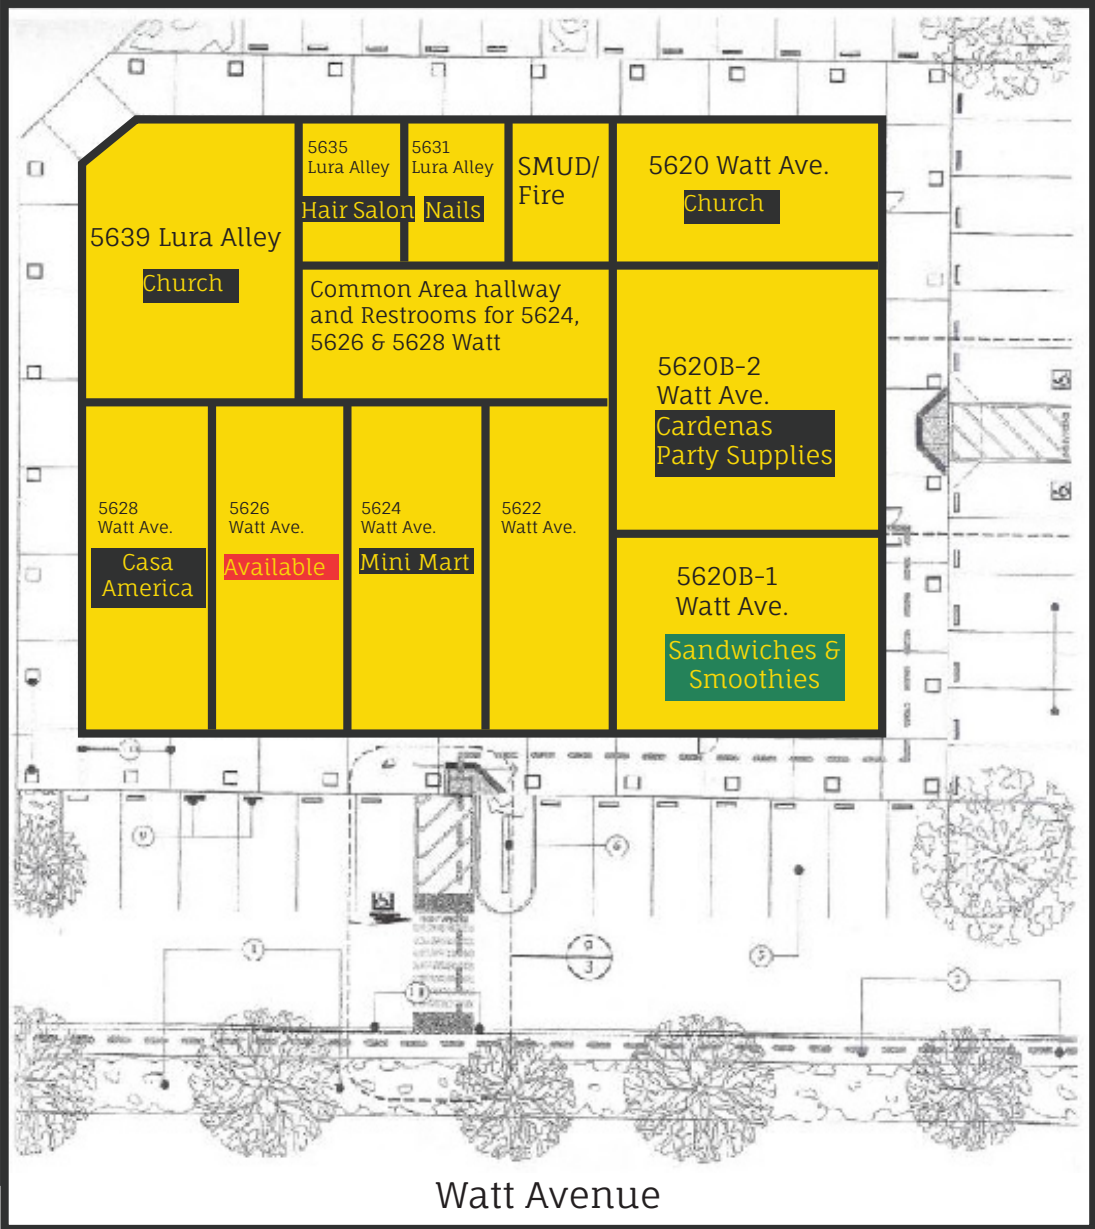 5635
Lura Alley
Hair Salon
5631
Lura Alley
Nails
SMUD/
Fire
5620 Watt Ave.
Church
5639 Lura Alley
Church
Common Area hallway
and Restrooms for 5624,
5626 & 5628 Watt
5620B-2
Watt Ave.
Cardenas
Party Supplies
5628
Watt Ave.
Casa
America
5626
Watt Ave.
Available
5624
Watt Ave.
Mini Mart
5622
Watt Ave.
5620B-1
Watt Ave.
Sandwiches &
Smoothies
Watt Avenue